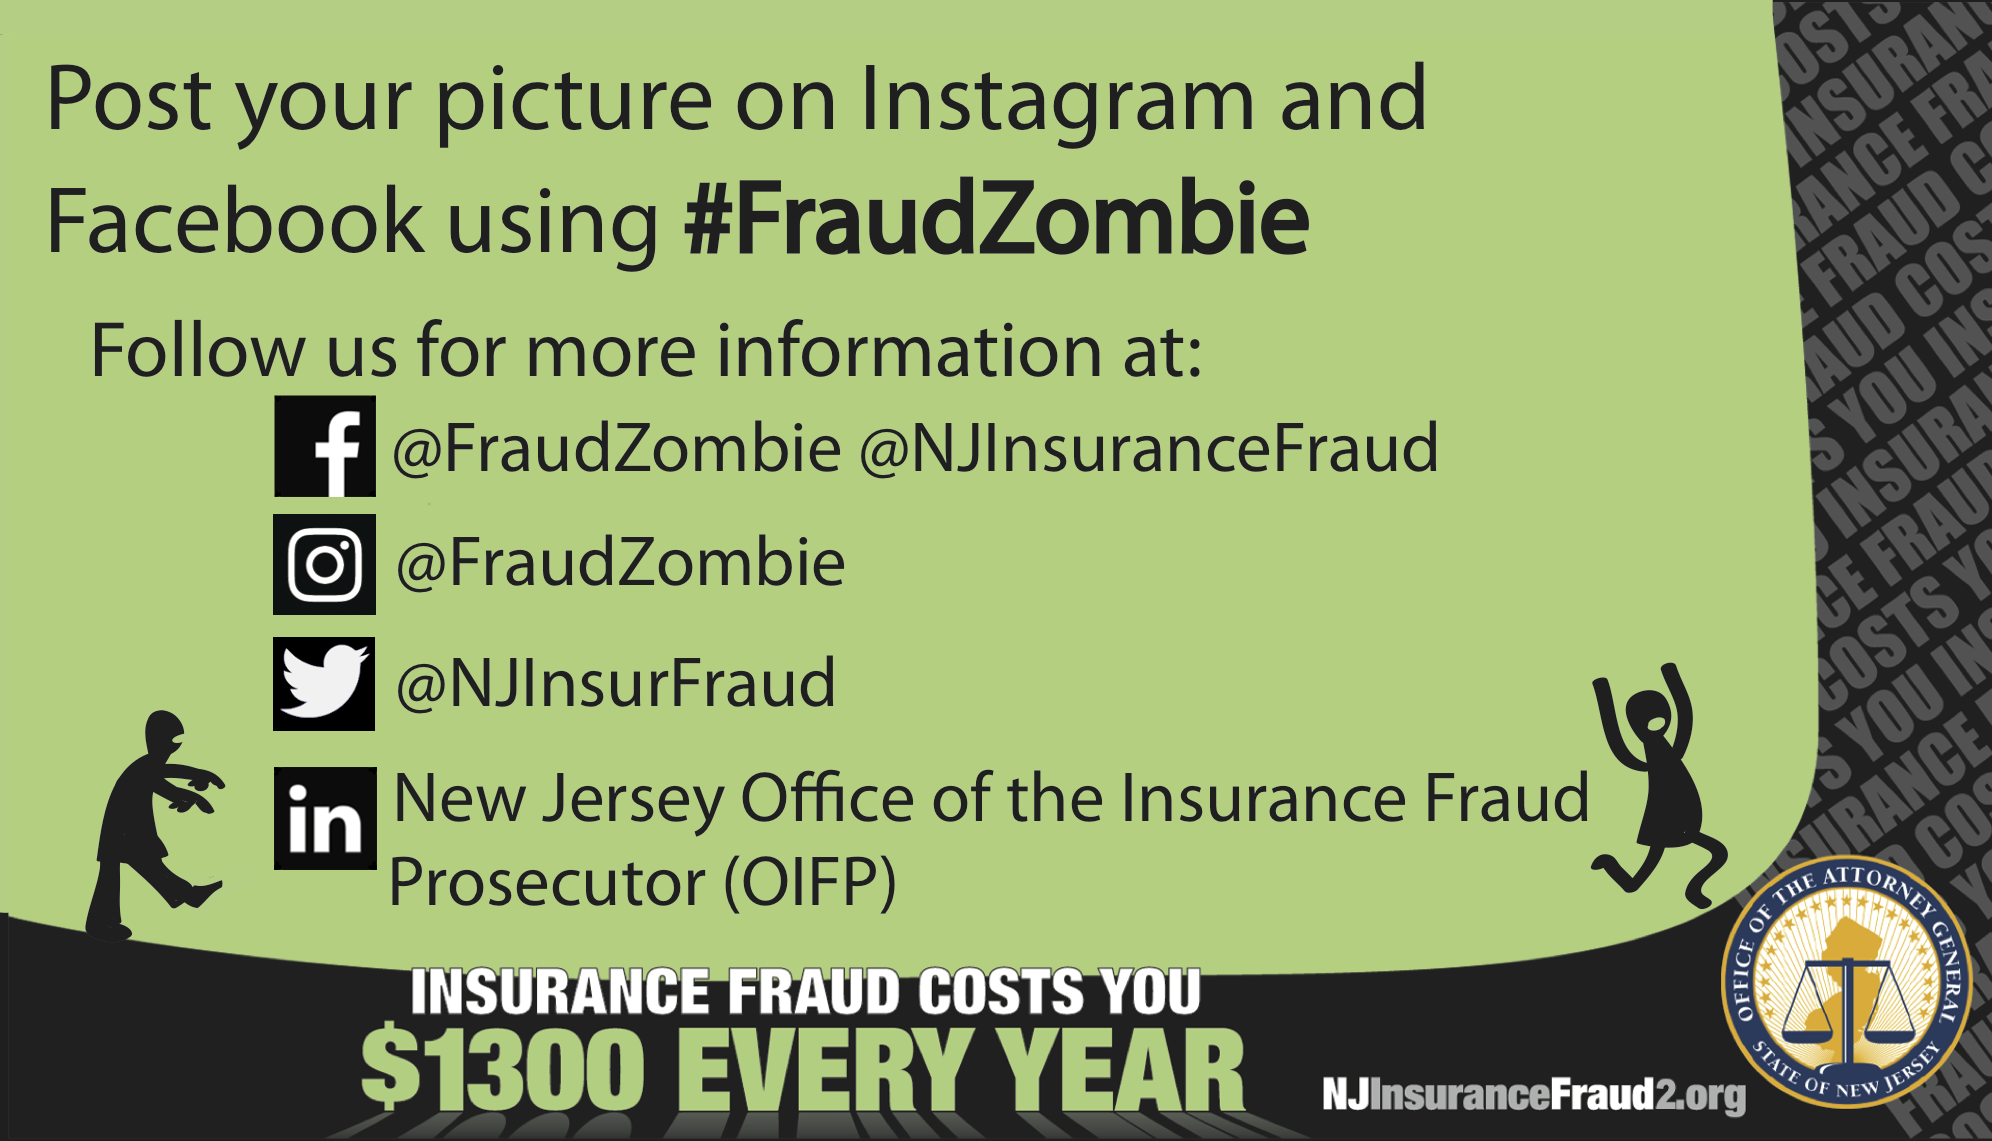 Post your picture on Instagram and
Facebook using #FraudZombie
Follow us for more information at:
@FraudZombie @NJInsuranceFraud
@FraudZombie
@NJInsurFraud
in New Jersey Office of the Insurance Fraud
Prosecutor (OIFP)
INSURANCE FRAUD COSTS YOU
$1300 EVERY YEAR
NJInsuranceFraud2.org
OFFICE OF THE ATTORNEY GENERAL
STATE OF NEW JERSEY